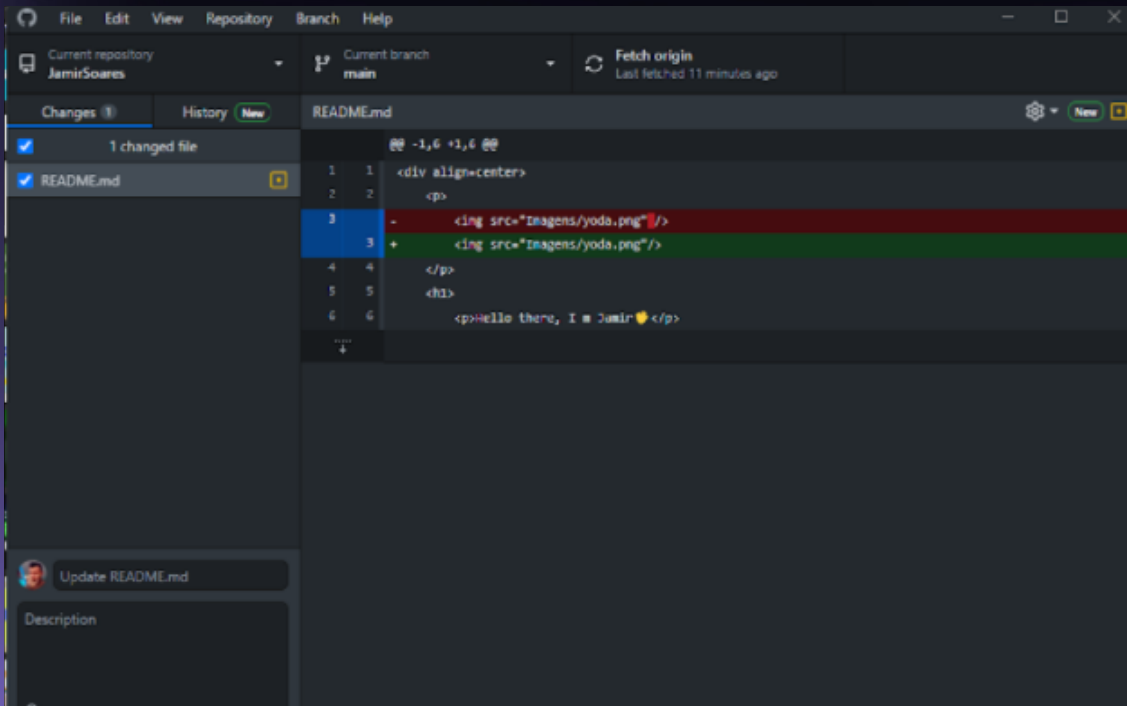 File Edit View Repository Branch Help
Current repository
JamirSoares
Current branch
main
Fetch origin
Last fetched 11 minutes ago
Changes 1
History New
README.md
New
1 changed file
README.md
@@ -1,6 +1,6 @@
1 1 <div align=center>
2 2 <p>
3 - <img src="Imagens/yoda.png" />
3 + <img src="Imagens/yoda.png"/>
4 4 </p>
5 5 <h1>
6 6 <p>Hello there, I m Jamir🖐</p>
Update README.md
Description